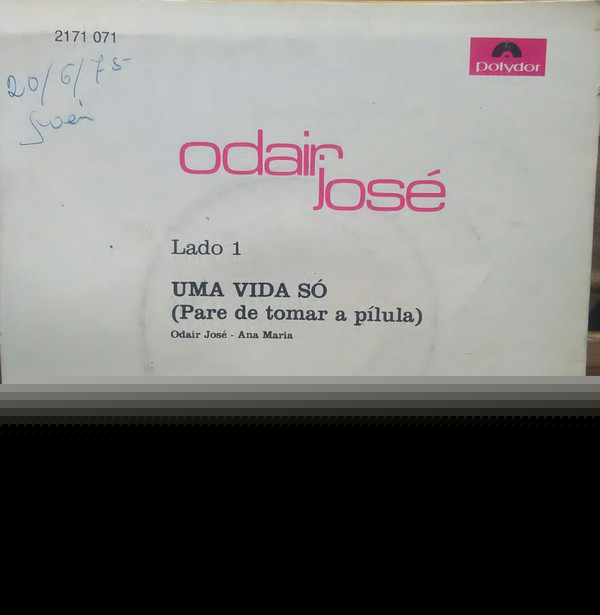 2171 071
polydor
20/6/75
odair
josé
Lado 1
UMA VIDA SÓ
(Pare de tomar a pílula)
Odair José - Ana Maria